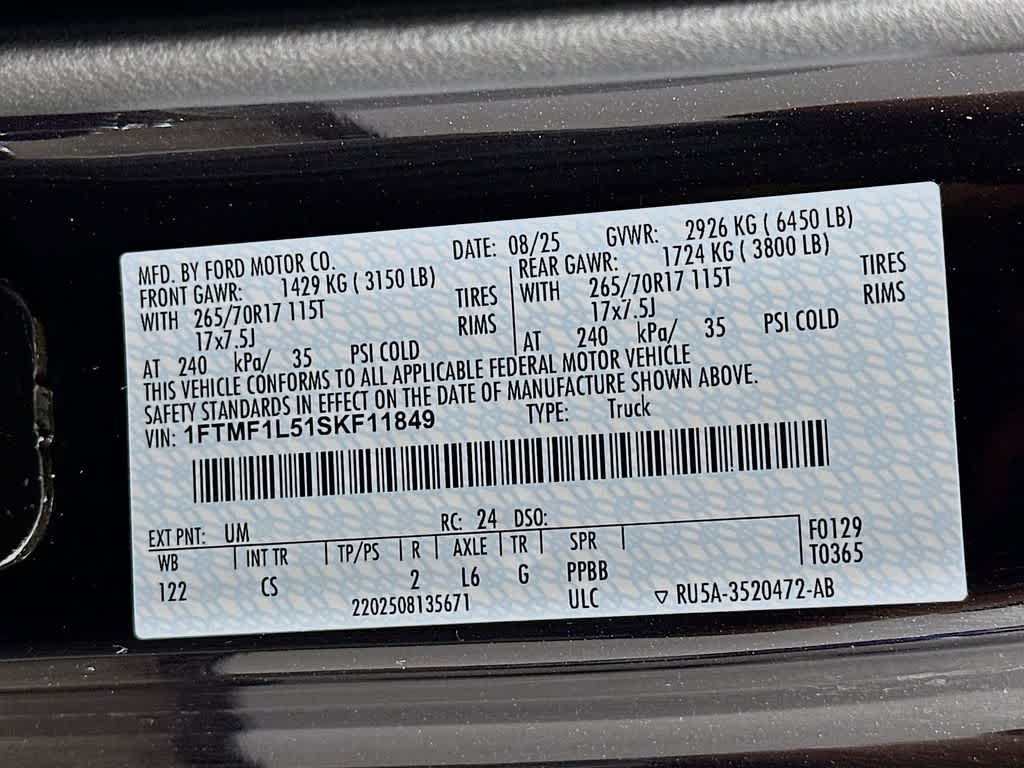 MFD. BY FORD MOTOR CO. DATE: 08/25 GVWR: 2926 KG ( 6450 LB)
FRONT GAWR: 1429 KG ( 3150 LB) REAR GAWR: 1724 KG ( 3800 LB)
WITH 265/70R17 115T TIRES WITH 265/70R17 115T TIRES
17x7.5J RIMS 17x7.5J RIMS
AT 240 kPa/ 35 PSI COLD AT 240 kPa/ 35 PSI COLD
THIS VEHICLE CONFORMS TO ALL APPLICABLE FEDERAL MOTOR VEHICLE
SAFETY STANDARDS IN EFFECT ON THE DATE OF MANUFACTURE SHOWN ABOVE.
VIN: 1FTMF1L51SKF11849 TYPE: Truck
EXT PNT: UM RC: 24 DSO: F0129
WB INT TR TP/PS R AXLE TR SPR T0365
122 CS 2 L6 G PPBB
2202508135671 ULC ▽ RU5A-3520472-AB